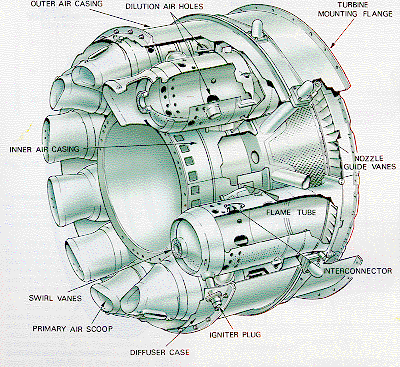 OUTER AIR CASING
DILUTION AIR HOLES
TURBINE
MOUNTING FLANGE
INNER AIR CASING
NOZZLE
GUIDE VANES
FLAME TUBE
INTERCONNECTOR
SWIRL VANES
PRIMARY AIR SCOOP
IGNITER PLUG
DIFFUSER CASE